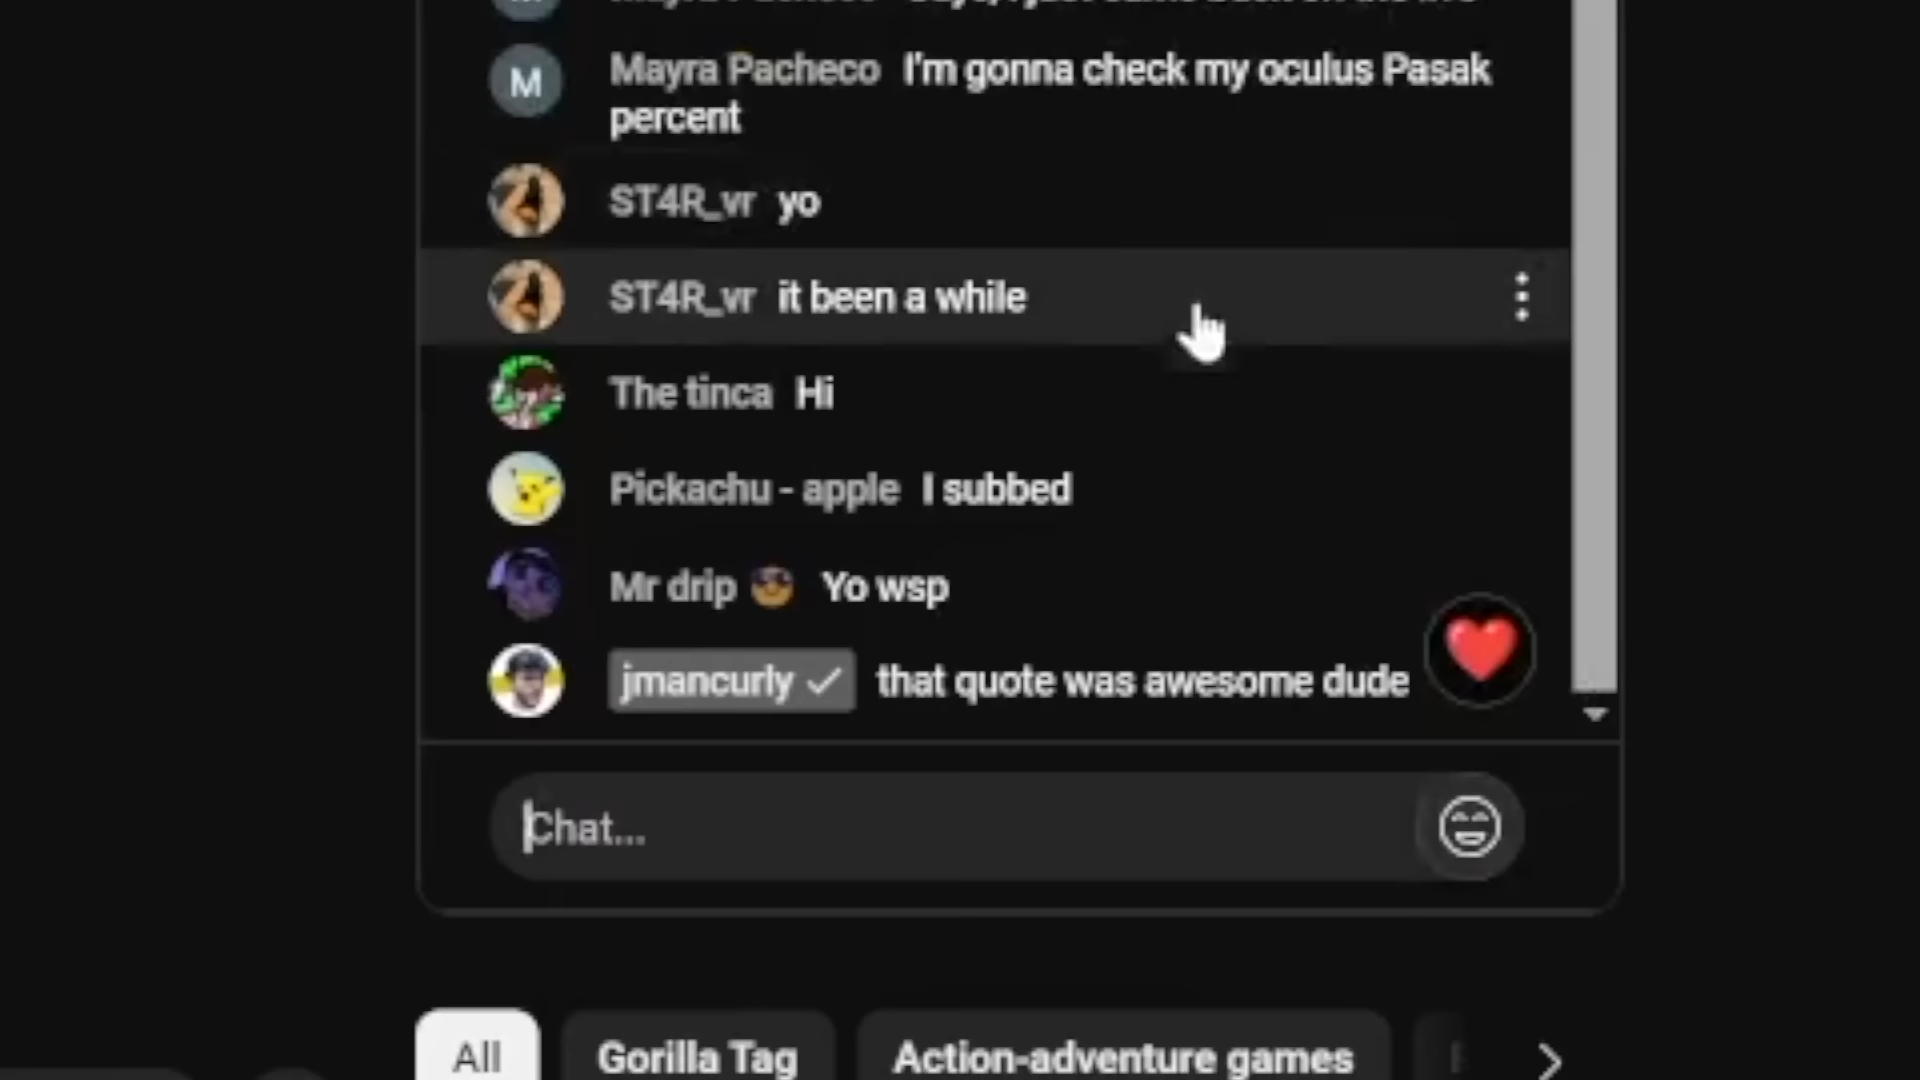 M Mayra Pacheco I'm gonna check my oculus Pasak
percent
ST4R_vr yo
ST4R_vr it been a while
The tinca Hi
Pickachu - apple I subbed
Mr drip 😎 Yo wsp
jmancurly ✓ that quote was awesome dude
Chat...
All Gorilla Tag Action-adventure games